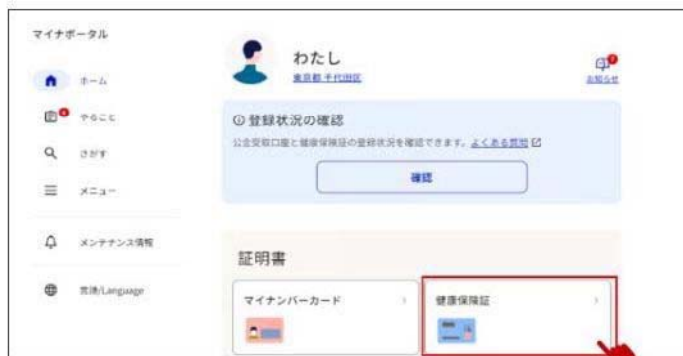 マイナポータル
ホーム
やること
さがす
メニュー
メンテナンス情報
言語/Language
わたし
東京都 千代田区
お知らせ
登録状況の確認
公金受取口座と健康保険証の登録状況を確認できます。よくある質問
確認
証明書
マイナンバーカード
健康保険証